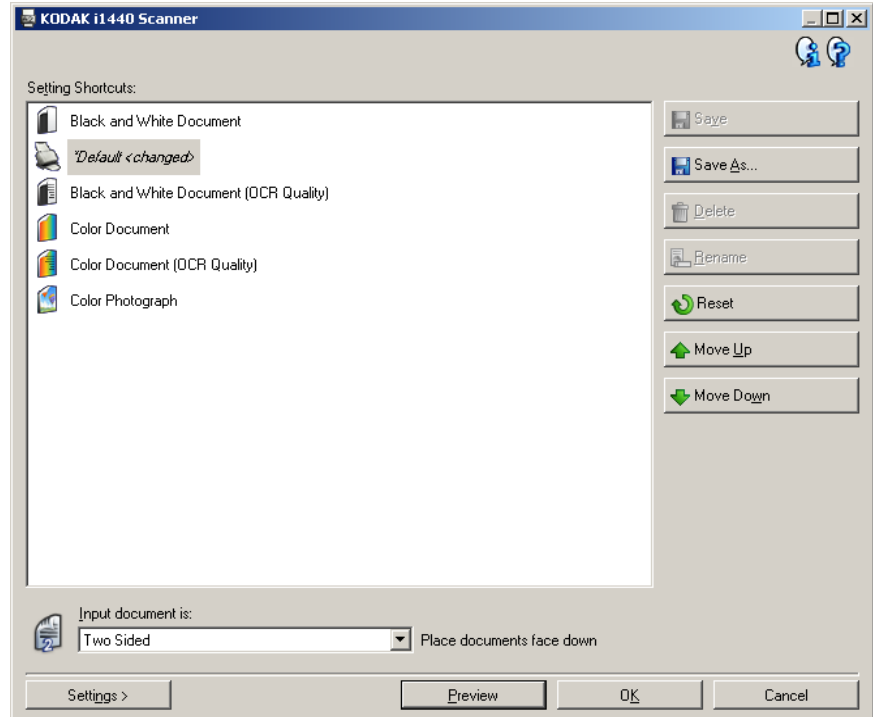 KODAK i1440 Scanner
Setting Shortcuts:
Black and White Document
*Default <changed>
Black and White Document (OCR Quality)
Color Document
Color Document (OCR Quality)
Color Photograph
Save
Save As...
Delete
Rename
Reset
Move Up
Move Down
Input document is:
2
Two Sided
Place documents face down
Settings >
Preview
OK
Cancel